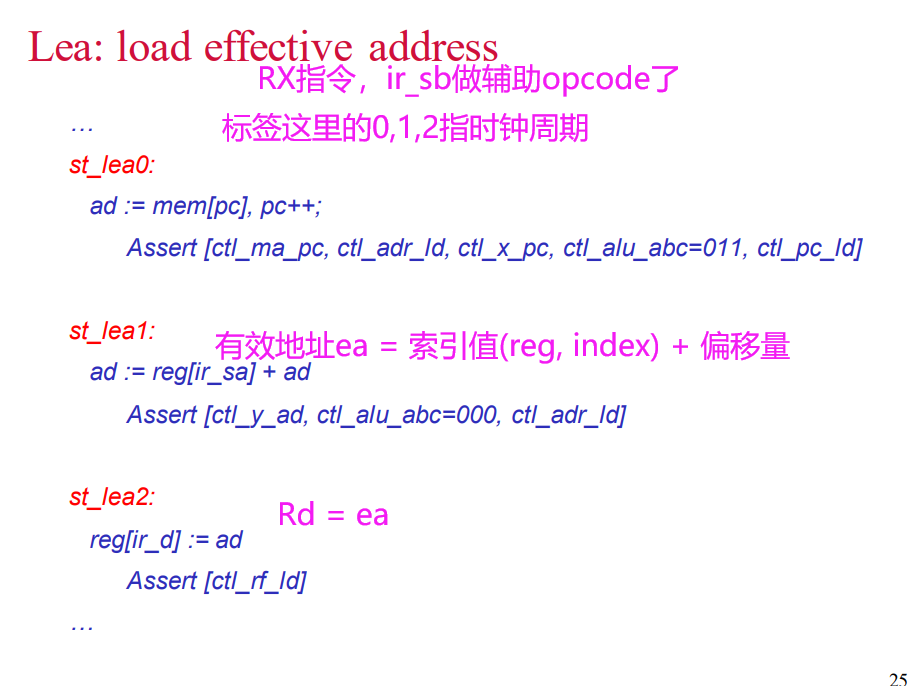 Lea: load effective address
RX指令，ir_sb做辅助opcode了
… 标签这里的0,1,2指时钟周期
st_lea0:
ad := mem[pc], pc++;
Assert [ctl_ma_pc, ctl_adr_ld, ctl_x_pc, ctl_alu_abc=011, ctl_pc_ld]
st_lea1:
有效地址ea = 索引值(reg, index) + 偏移量
ad := reg[ir_sa] + ad
Assert [ctl_y_ad, ctl_alu_abc=000, ctl_adr_ld]
st_lea2:
Rd = ea
reg[ir_d] := ad
Assert [ctl_rf_ld]
…
25